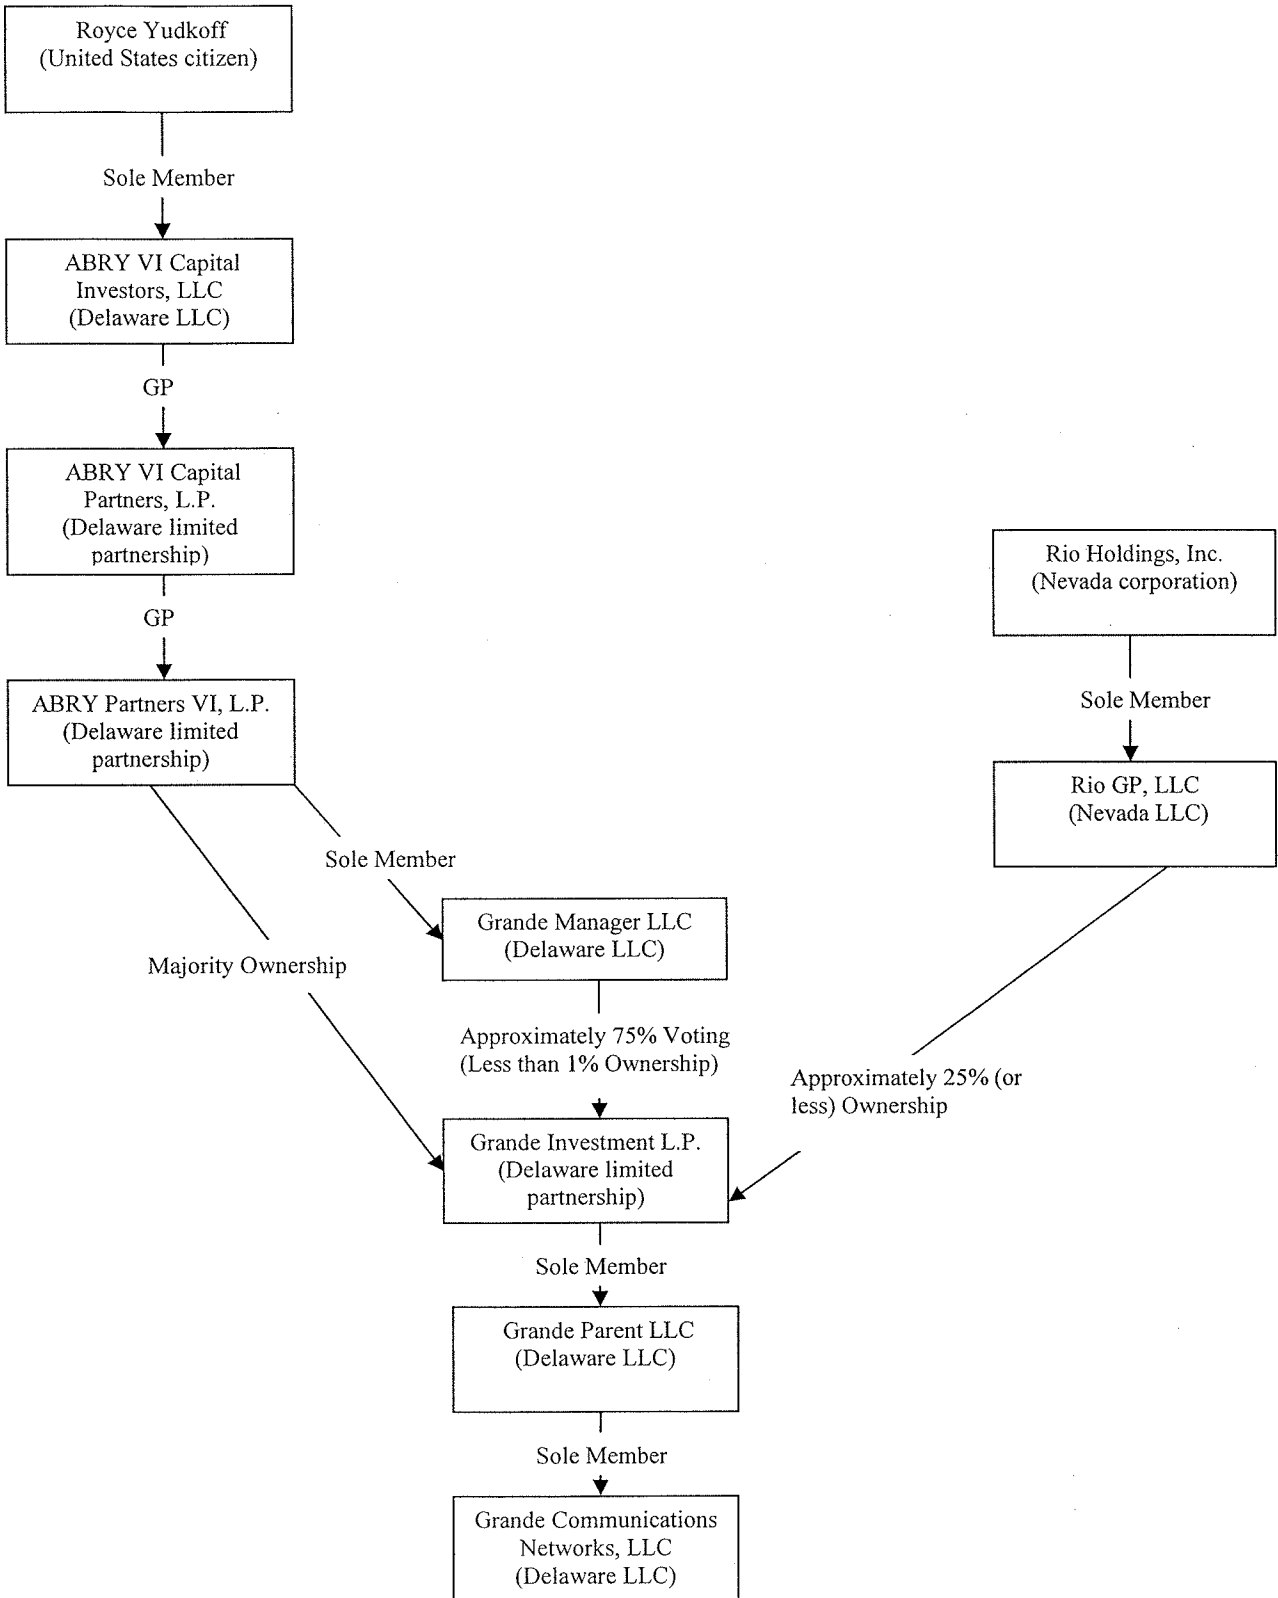 Royce Yudkoff
(United States citizen)
Sole Member
ABRY VI Capital
Investors, LLC
(Delaware LLC)
GP
ABRY VI Capital
Partners, L.P.
(Delaware limited
partnership)
GP
ABRY Partners VI, L.P.
(Delaware limited
partnership)
Rio Holdings, Inc.
(Nevada corporation)
Sole Member
Rio GP, LLC
(Nevada LLC)
Sole Member
Majority Ownership
Grande Manager LLC
(Delaware LLC)
Approximately 75% Voting
(Less than 1% Ownership)
Approximately 25% (or
less) Ownership
Grande Investment L.P.
(Delaware limited
partnership)
Sole Member
Grande Parent LLC
(Delaware LLC)
Sole Member
Grande Communications
Networks, LLC
(Delaware LLC)